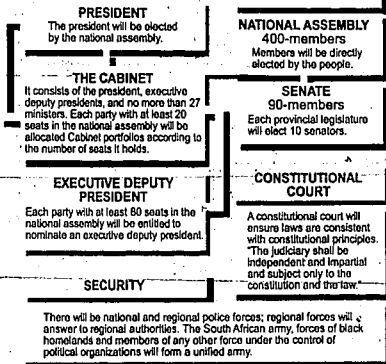 PRESIDENT
The president will be elected
by the national assembly.
NATIONAL ASSEMBLY
400-members
Members will be directly
elected by the people.
THE CABINET
It consists of the president, executive
deputy presidents, and no more than 27
ministers. Each party with at least 20
seats in the national assembly will be
allocated Cabinet portfolios according to
the number of seats it holds.
SENATE
90-members
Each provincial legislature
will elect 10 senators.
EXECUTIVE DEPUTY
PRESIDENT
Each party with at least 80 seats in the
national assembly will be entitled to
nominate an executive deputy president.
CONSTITUTIONAL
COURT
A constitutional court will
ensure laws are consistent
with constitutional principles.
"The judiciary shall be
independent and impartial
and subject only to the
constitution and the law."
SECURITY
There will be national and regional police forces; regional forces will
answer to regional authorities. The South African army, forces of black
homelands and members of any other force under the control of
political organizations will form a unified army.